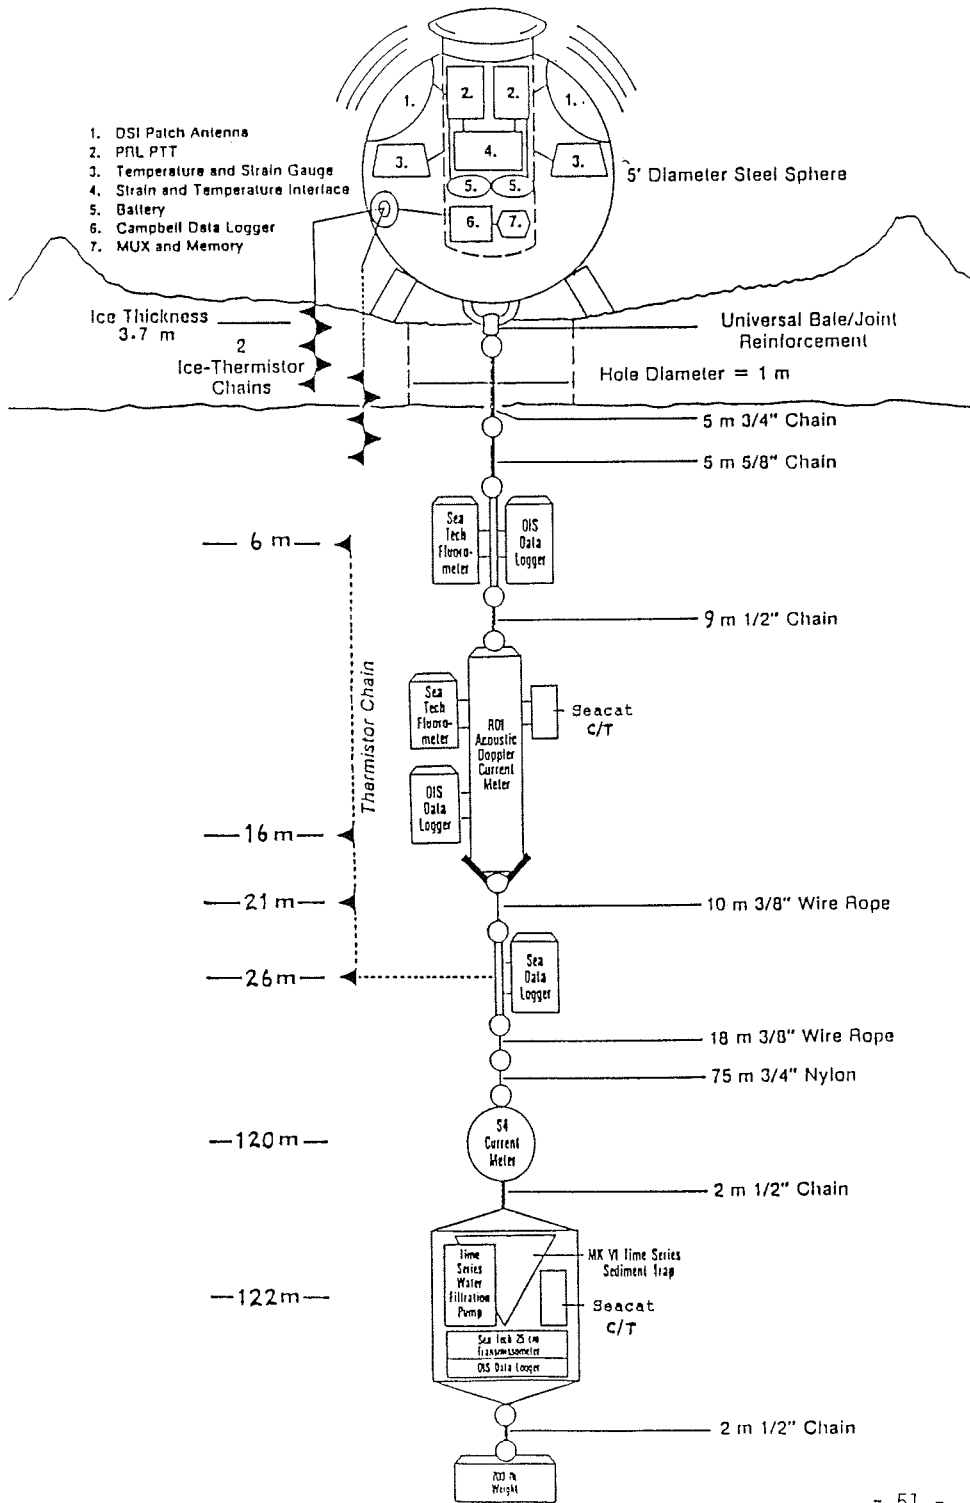 1. 2. 2. 1.
3. 4. 3.
5. 5.
6. 7.
1. DSI Patch Antenna
2. PRL PTT
3. Temperature and Strain Gauge
4. Strain and Temperature Interface
5. Battery
6. Campbell Data Logger
7. MUX and Memory
5' Diameter Steel Sphere
Ice Thickness
3.7 m
2
Ice-Thermistor
Chains
Universal Bale/Joint
Reinforcement
Hole Diameter = 1 m
5 m 3/4" Chain
5 m 5/8" Chain
6 m
Sea
Tech
Fluoro-
meter
OIS
Data
Logger
9 m 1/2" Chain
Thermistor Chain
Sea
Tech
Fluoro-
meter
RDI
Acoustic
Doppler
Current
Meter
Seacat
C/T
OIS
Data
Logger
16 m
21 m
10 m 3/8" Wire Rope
26 m
Sea
Data
Logger
18 m 3/8" Wire Rope
75 m 3/4" Nylon
120 m
S4
Current
Meter
2 m 1/2" Chain
Time
Series
Water
Filtration
Pump
MK VI Time Series
Sediment Trap
122 m
Seacat
C/T
Sea Tech 25 cm
Transmissometer
OIS Data Logger
2 m 1/2" Chain
700 lb
Weight
- 51 -